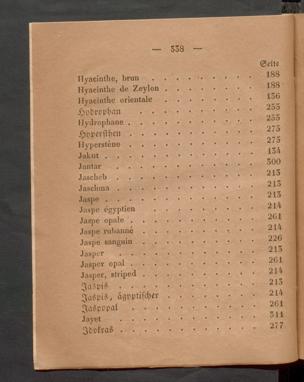 — 338 —
Seite
Hyacinthe, brun . . . . . . . 188
Hyacinthe de Zeylon . . . . . . . 188
Hyacinthe orientale . . . . . . . 136
Hydrophan . . . . . . . 255
Hydrophane . . . . . . . 255
Hypersthen . . . . . . . 275
Hyperstène . . . . . . . 275
Jakut . . . . . . . 134
Jantar . . . . . . . 300
Jascheb . . . . . . . 213
Jaschma . . . . . . . 213
Jaspe . . . . . . . 213
Jaspe égyptien . . . . . . . 214
Jaspe opale . . . . . . . 261
Jaspe rubanné . . . . . . . 214
Jaspe sanguin . . . . . . . 226
Jasper . . . . . . . 213
Jasper opal . . . . . . . 261
Jasper, striped . . . . . . . 214
Jaspis . . . . . . . 213
Jaspis, ägyptischer . . . . . . . 214
Jaspopal . . . . . . . 261
Jayet . . . . . . . 311
Idokras . . . . . . . 277